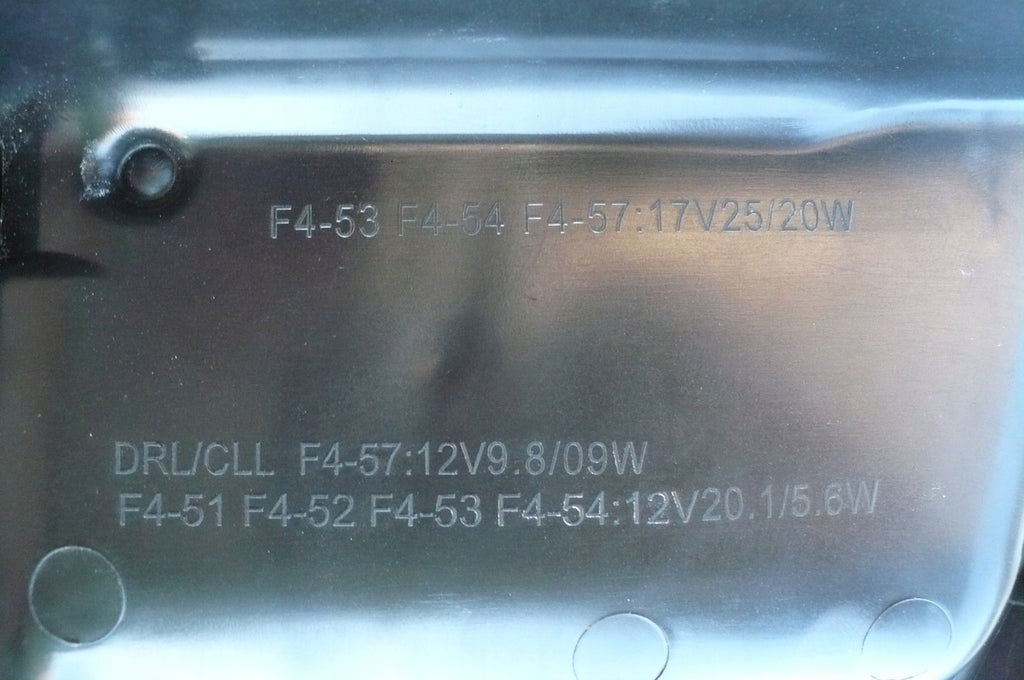 F4-53 F4-54 F4-57:17V25/20W
DRL/CLL F4-57:12V9.8/09W
F4-51 F4-52 F4-53 F4-54:12V20.1/5.6W